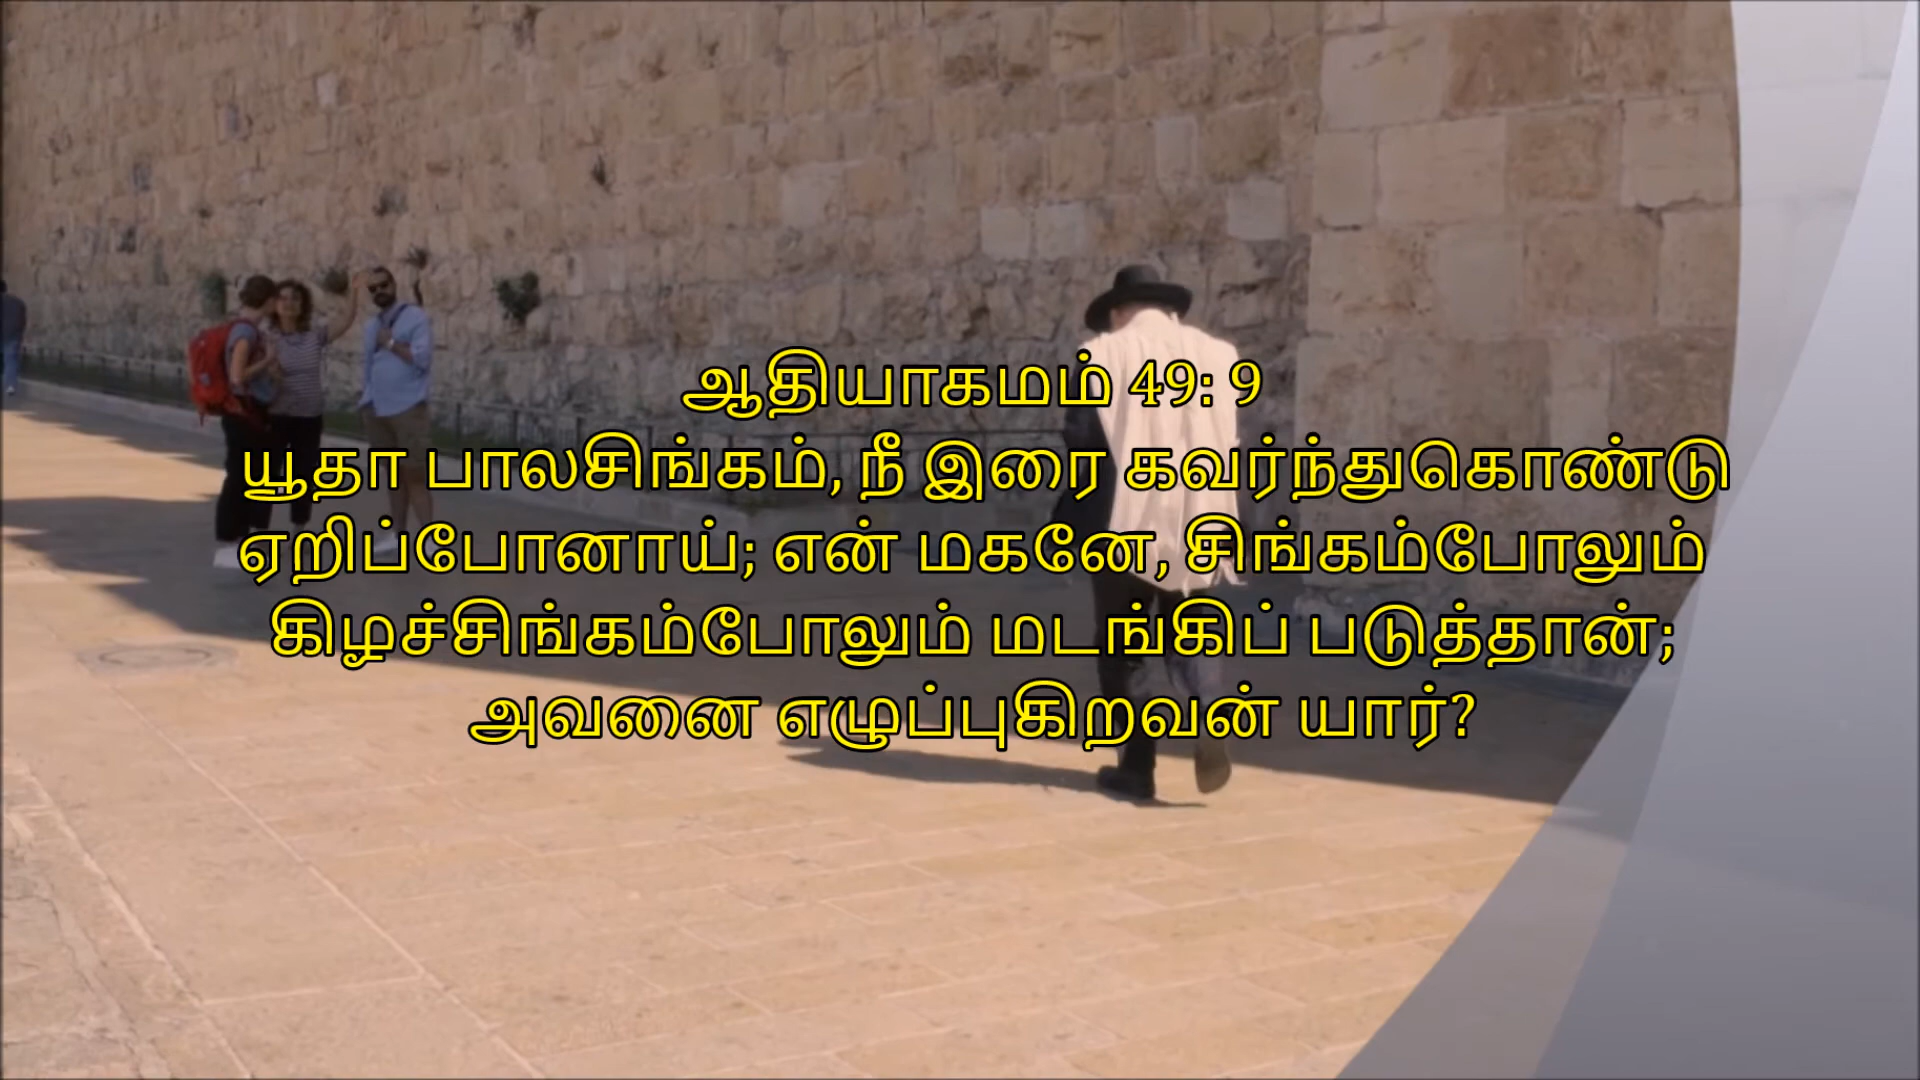 ஆதியாகமம் 49: 9
யூதா பாலசிங்கம், நீ இரை கவர்ந்துகொண்டு
ஏறிப்போனாய்; என் மகனே, சிங்கம்போலும்
கிழச்சிங்கம்போலும் மடங்கிப் படுத்தான்;
அவனை எழுப்புகிறவன் யார்?